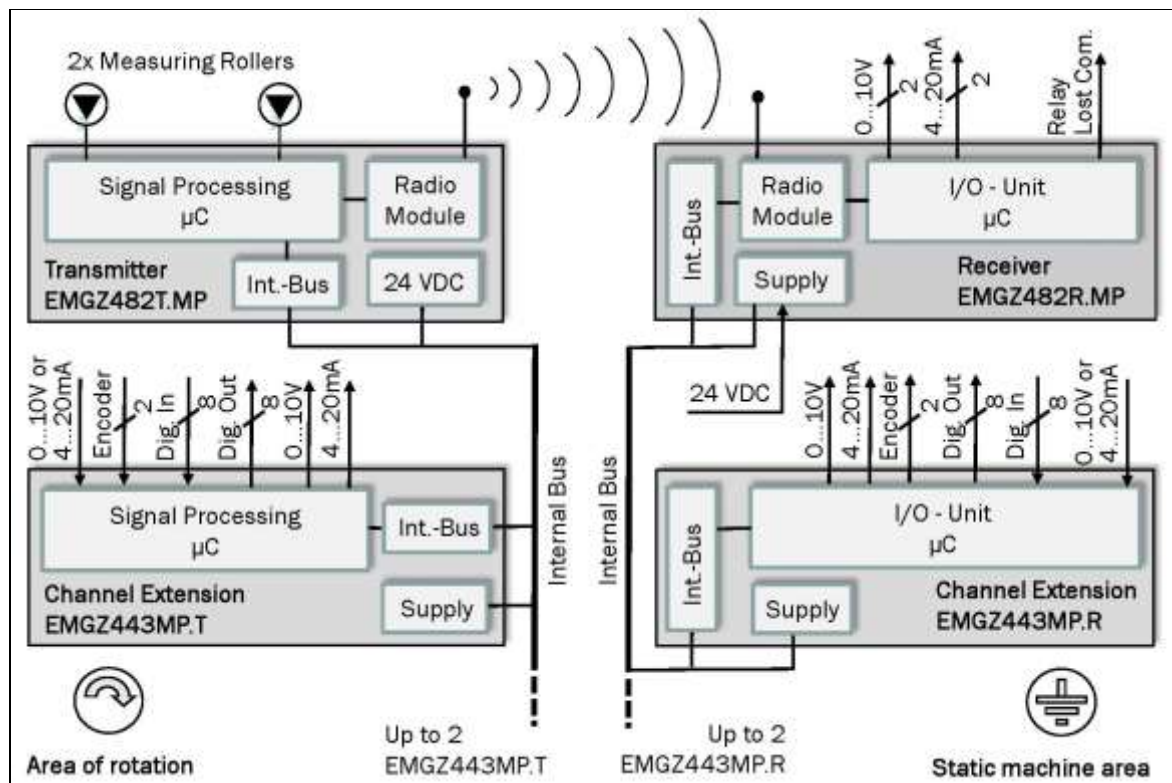 2x Measuring Rollers
Signal Processing
µC
Radio
Module
Transmitter
EMGZ482T.MP
Int.-Bus
24 VDC
0...10V
2
4...20mA
2
Relay
Lost Com.
Int.-Bus
Radio
Module
I/O - Unit
µC
Supply
Receiver
EMGZ482R.MP
24 VDC
0...10V or
4...20mA
Encoder
2
Dig. In
8
Dig. Out
8
0...10V
4...20mA
Signal Processing
µC
Int.-Bus
Supply
Channel Extension
EMGZ443MP.T
Internal Bus
Internal Bus
0...10V
4...20mA
Encoder
2
Dig. Out
8
Dig. In
8
0...10V or
4...20mA
Int.-Bus
I/O - Unit
µC
Supply
Channel Extension
EMGZ443MP.R
Area of rotation
Up to 2
EMGZ443MP.T
Up to 2
EMGZ443MP.R
Static machine area